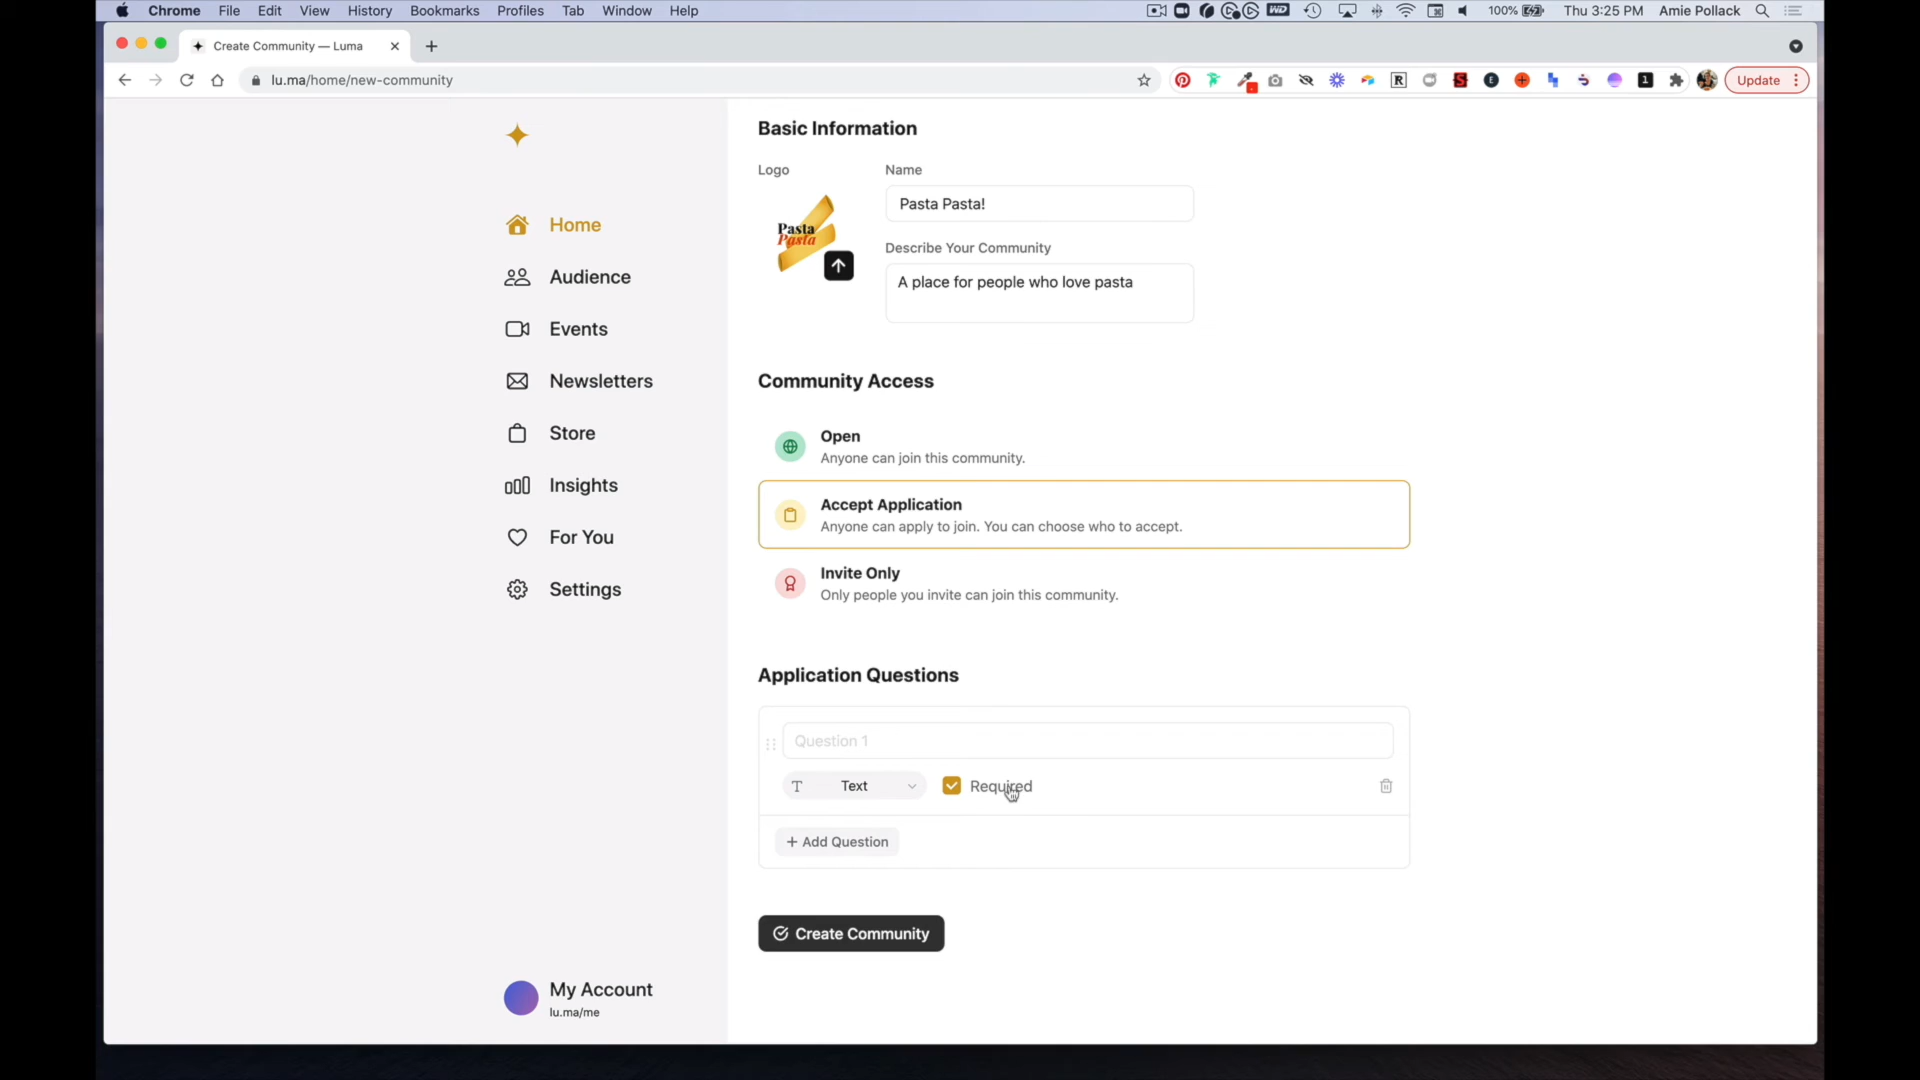 Chrome File Edit View History Bookmarks Profiles Tab Window Help
100% Thu 3:25 PM Amie Pollack
Create Community — Luma
lu.ma/home/new-community
Update
Home
Audience
Events
Newsletters
Store
Insights
For You
Settings
My Account
lu.ma/me
Basic Information
Logo
Pasta
Pasta
Name
Pasta Pasta!
Describe Your Community
A place for people who love pasta
Community Access
Open
Anyone can join this community.
Accept Application
Anyone can apply to join. You can choose who to accept.
Invite Only
Only people you invite can join this community.
Application Questions
Question 1
T Text
Required
+ Add Question
Create Community